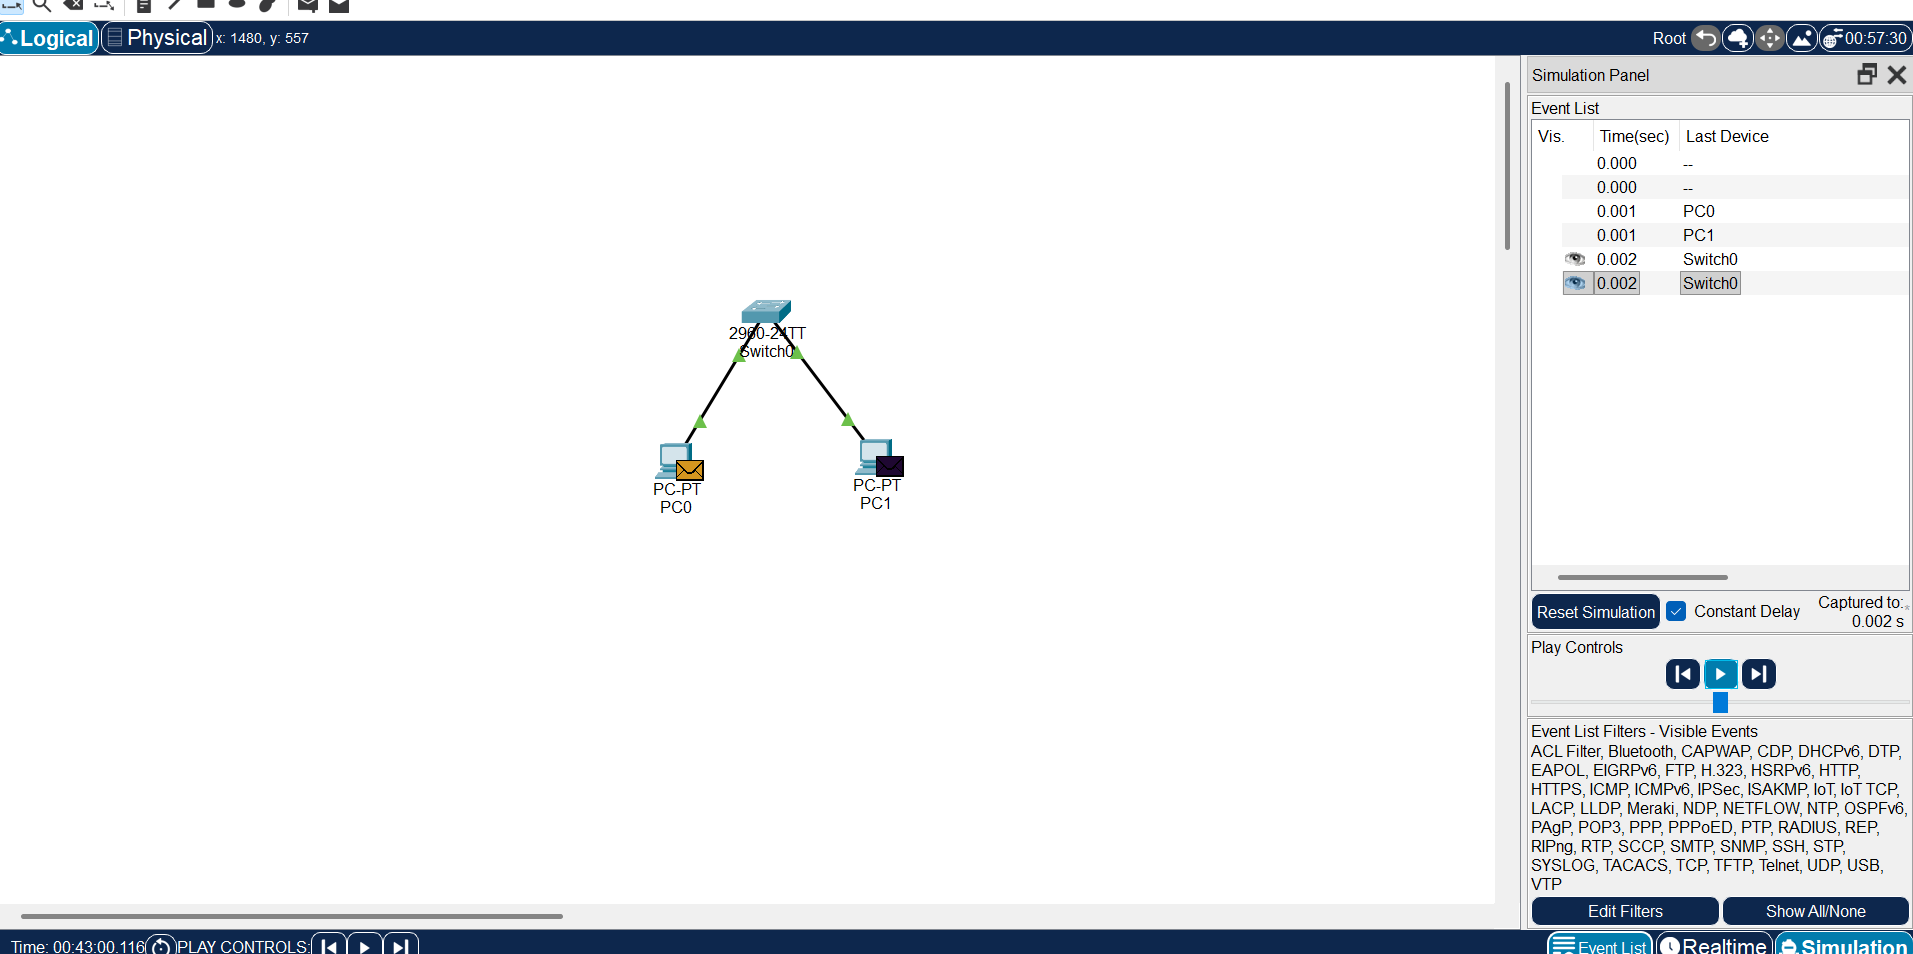 Logical Physical x: 1480, y: 557 Root 00:57:30
Simulation Panel
Event List
Vis. Time(sec) Last Device
0.000 --
0.000 --
0.001 PC0
0.001 PC1
0.002 Switch0
0.002 Switch0
2960-24TT
Switch0
PC-PT
PC0
PC-PT
PC1
Reset Simulation Constant Delay Captured to:*
0.002 s
Play Controls
Event List Filters - Visible Events
ACL Filter, Bluetooth, CAPWAP, CDP, DHCPv6, DTP,
EAPOL, EIGRPv6, FTP, H.323, HSRPv6, HTTP,
HTTPS, ICMP, ICMPv6, IPSec, ISAKMP, IoT, IoT TCP,
LACP, LLDP, Meraki, NDP, NETFLOW, NTP, OSPFv6,
PAgP, POP3, PPP, PPPoED, PTP, RADIUS, REP,
RIPng, RTP, SCCP, SMTP, SNMP, SSH, STP,
SYSLOG, TACACS, TCP, TFTP, Telnet, UDP, USB,
VTP
Edit Filters Show All/None
Time: 00:43:00.116 PLAY CONTROLS: Event List Realtime Simulation